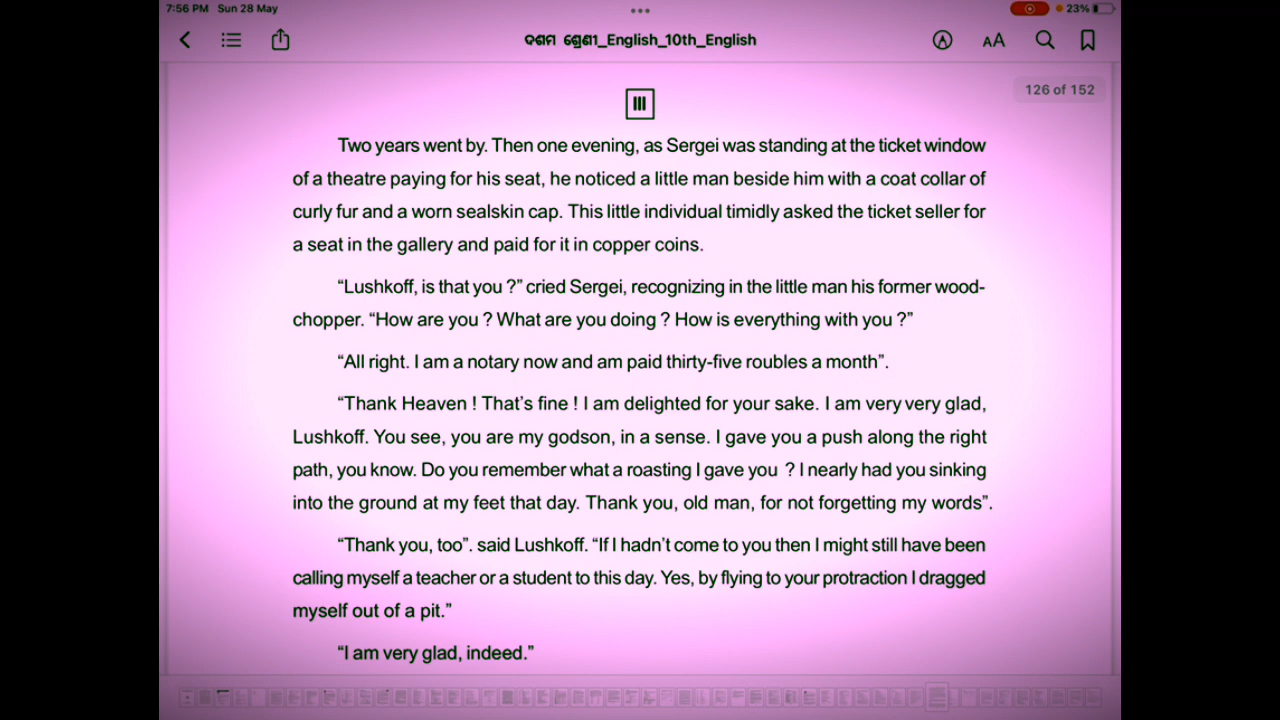 7:56 PM Sun 28 May
23%
ଦଶମ ଶ୍ରେଣୀ_English_10th_English
AA
126 of 152
III
Two years went by. Then one evening, as Sergei was standing at the ticket window
of a theatre paying for his seat, he noticed a little man beside him with a coat collar of
curly fur and a worn sealskin cap. This little individual timidly asked the ticket seller for
a seat in the gallery and paid for it in copper coins.
“Lushkoff, is that you ?” cried Sergei, recognizing in the little man his former wood-
chopper. “How are you ? What are you doing ? How is everything with you ?”
“All right. I am a notary now and am paid thirty-five roubles a month”.
“Thank Heaven ! That’s fine ! I am delighted for your sake. I am very very glad,
Lushkoff. You see, you are my godson, in a sense. I gave you a push along the right
path, you know. Do you remember what a roasting I gave you ? I nearly had you sinking
into the ground at my feet that day. Thank you, old man, for not forgetting my words”.
“Thank you, too”. said Lushkoff. “If I hadn’t come to you then I might still have been
calling myself a teacher or a student to this day. Yes, by flying to your protraction I dragged
myself out of a pit.”
“I am very glad, indeed.”